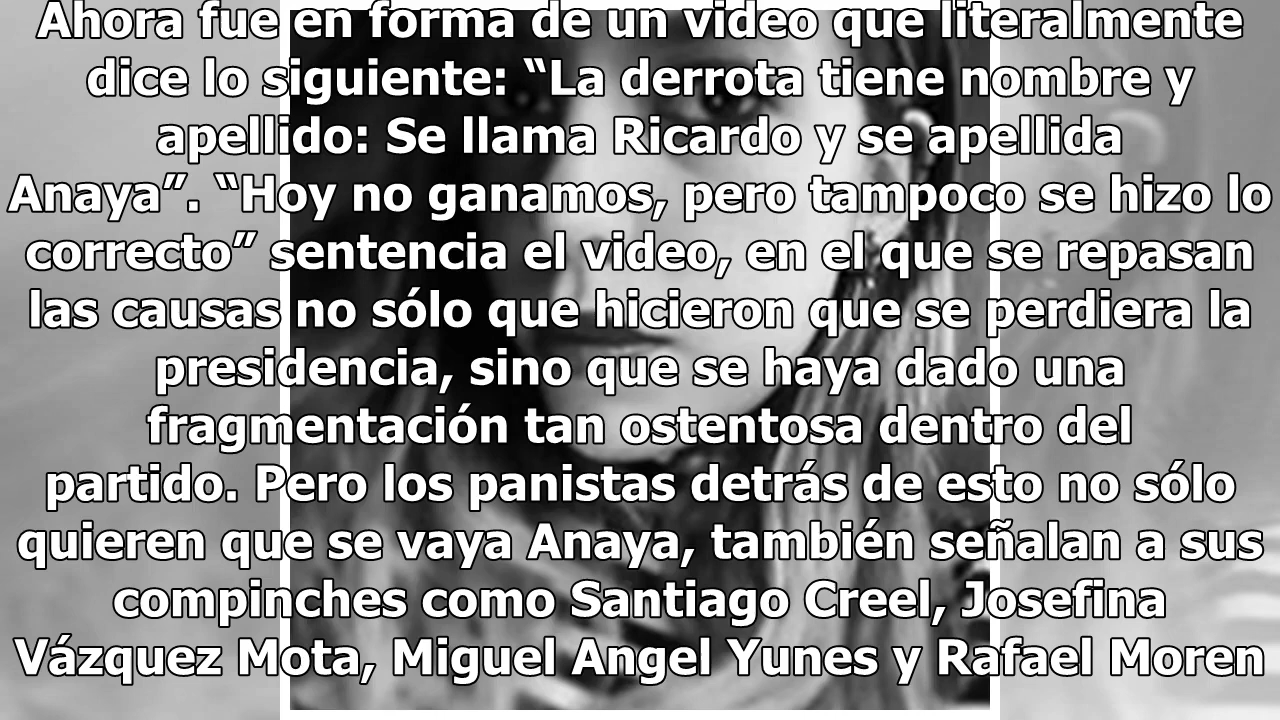 Ahora fue en forma de un video que literalmente
dice lo siguiente: “La derrota tiene nombre y
apellido: Se llama Ricardo y se apellida
Anaya”. “Hoy no ganamos, pero tampoco se hizo lo
correcto” sentencia el video, en el que se repasan
las causas no sólo que hicieron que se perdiera la
presidencia, sino que se haya dado una
fragmentación tan ostentosa dentro del
partido. Pero los panistas detrás de esto no sólo
quieren que se vaya Anaya, también señalan a sus
compinches como Santiago Creel, Josefina
Vázquez Mota, Miguel Angel Yunes y Rafael Moren